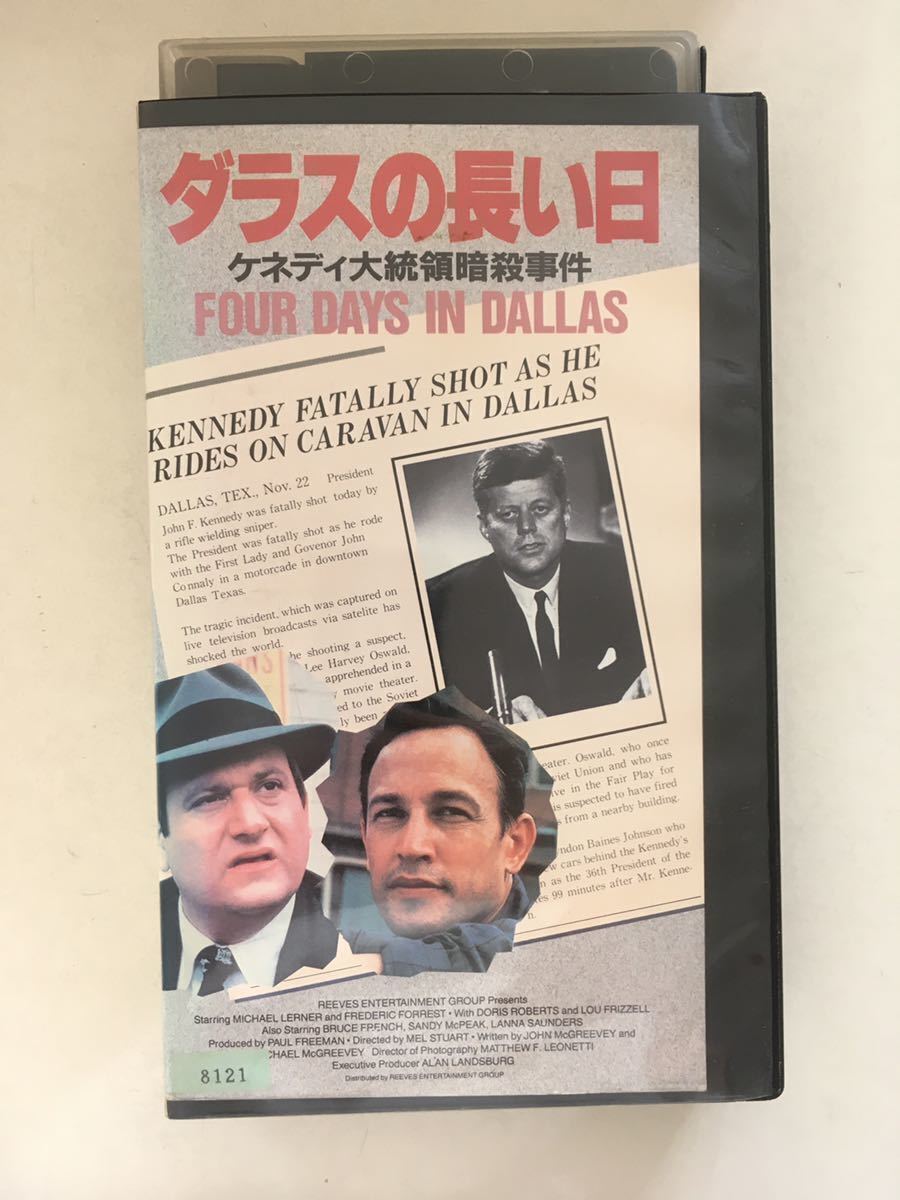 ダラスの長い日
ケネディ大統領暗殺事件
FOUR DAYS IN DALLAS
KENNEDY FATALLY SHOT AS HE
RIDES ON CARAVAN IN DALLAS
DALLAS, TEX., Nov. 22 President
John F. Kennedy was fatally shot today by
a rifle wielding sniper.
The President was fatally shot as he rode
with the First Lady and Govenor John
Connaly in a motorcade in downtown
Dallas Texas.
The tragic incident, which was captured on
live television broadcasts via satelite has
shocked the world.
he shooting a suspect,
Lee Harvey Oswald,
apprehended in a
movie theater.
ed to the Soviet
ly been
eater. Oswald, who once
viet Union and who has
ive in the Fair Play for
is suspected to have fired
s from a nearby building.
yndon Baines Johnson who
ew cars behind the Kennedy's
n as the 36th President of the
es 99 minutes after Mr. Kenne-
n.
REEVES ENTERTAINMENT GROUP Presents
Starring MICHAEL LERNER and FREDERIC FORREST • With DORIS ROBERTS and LOU FRIZZELL
Also Starring BRUCE FRENCH, SANDY McPEAK, LANNA SAUNDERS
Produced by PAUL FREEMAN • Directed by MEL STUART • Written by JOHN McGREEVEY and
CHAEL McGREEVEY Director of Photography MATTHEW F. LEONETTI
Executive Producer ALAN LANDSBURG
Distributed by REEVES ENTERTAINMENT GROUP
8121